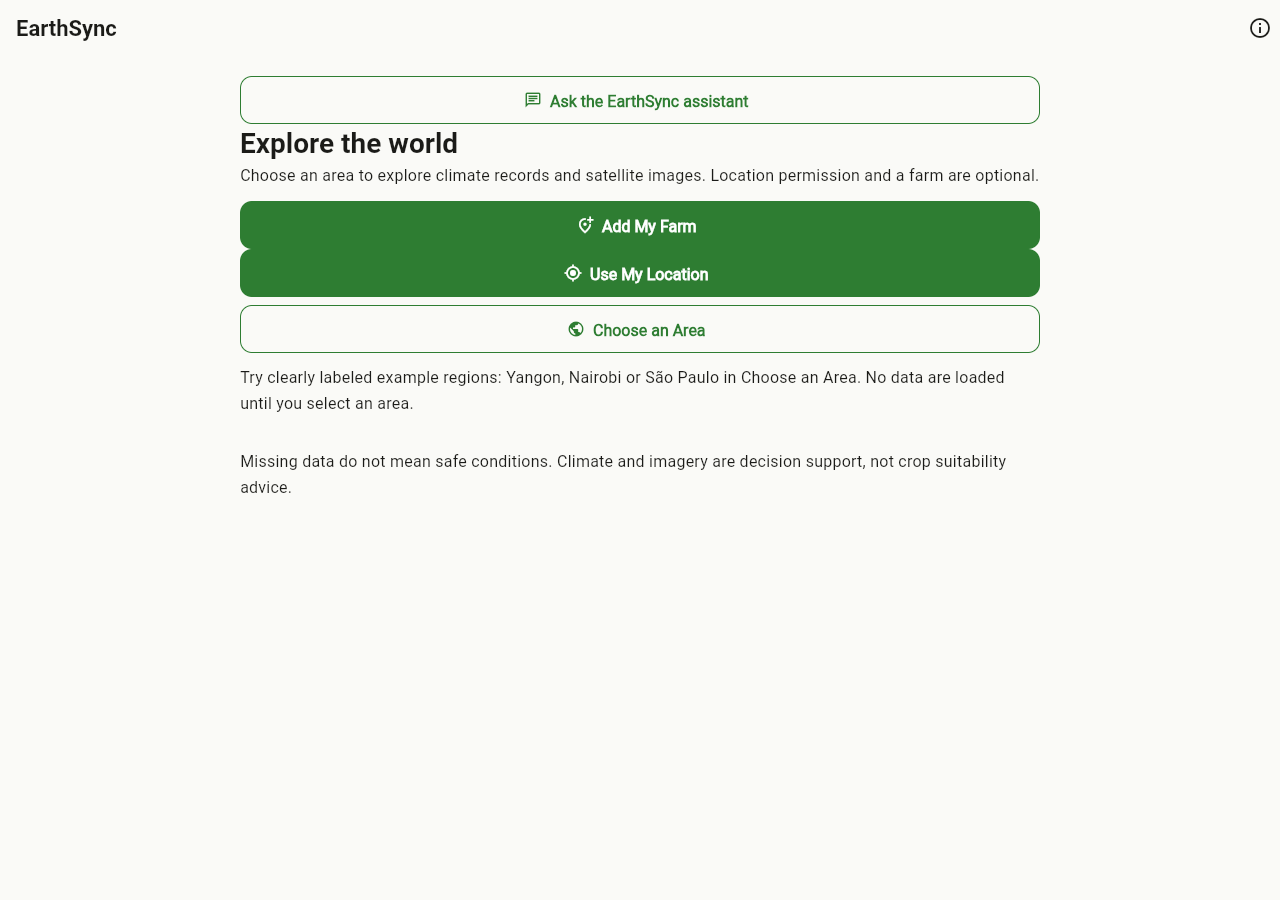 EarthSync
Ask the EarthSync assistant
Explore the world
Choose an area to explore climate records and satellite images. Location permission and a farm are optional.
Add My Farm
Use My Location
Choose an Area
Try clearly labeled example regions: Yangon, Nairobi or São Paulo in Choose an Area. No data are loaded
until you select an area.
Missing data do not mean safe conditions. Climate and imagery are decision support, not crop suitability
advice.